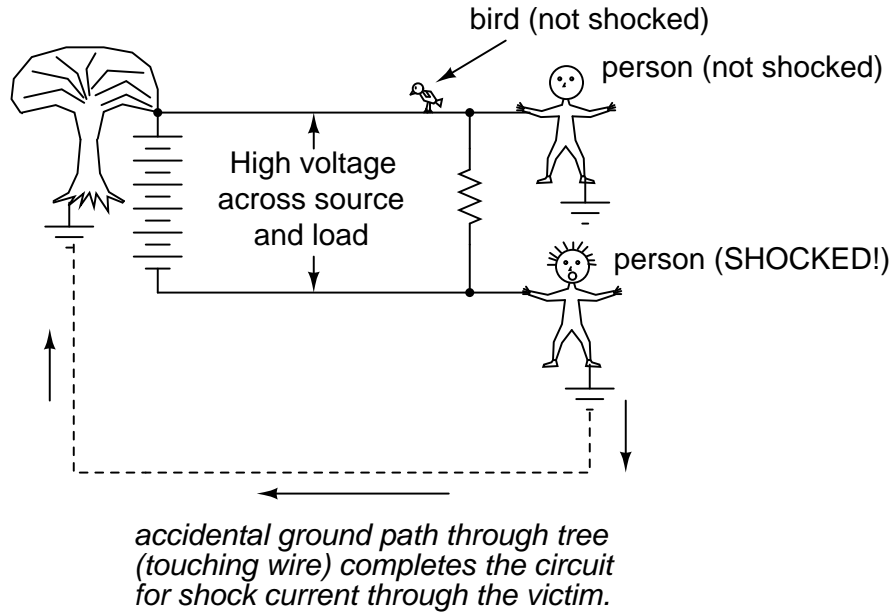 bird (not shocked)
person (not shocked)
High voltage
across source
and load
person (SHOCKED!)
accidental ground path through tree
(touching wire) completes the circuit
for shock current through the victim.